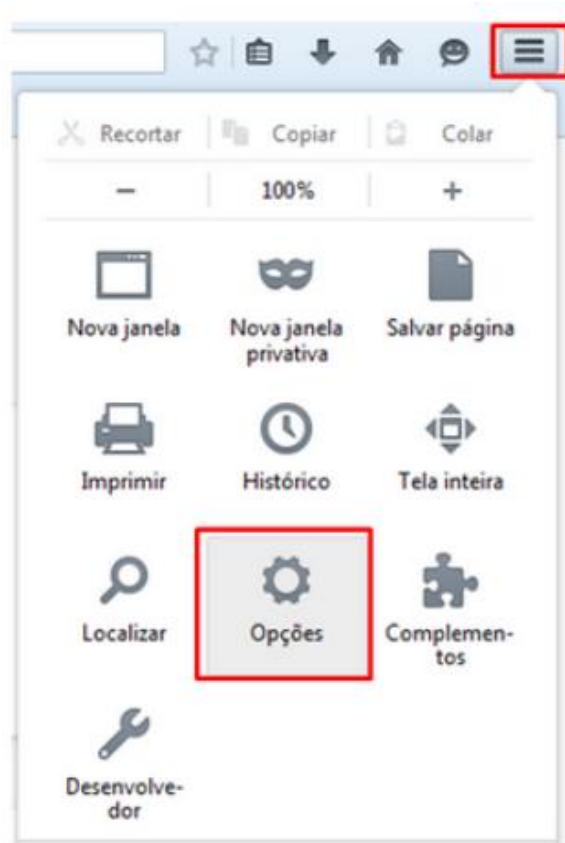 Recortar Copiar Colar
− 100% +
Nova janela Nova janela Salvar página
privativa
Imprimir Histórico Tela inteira
Localizar Opções Complemen-
tos
Desenvolve-
dor